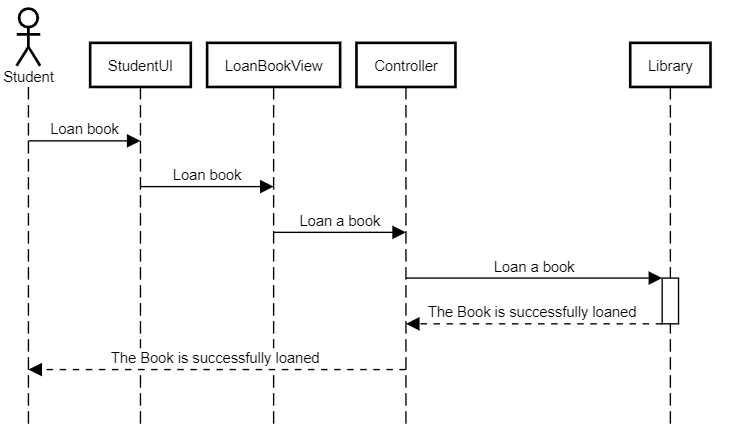 Student
StudentUI
LoanBookView
Controller
Library
Loan book
Loan book
Loan a book
Loan a book
The Book is successfully loaned
The Book is successfully loaned